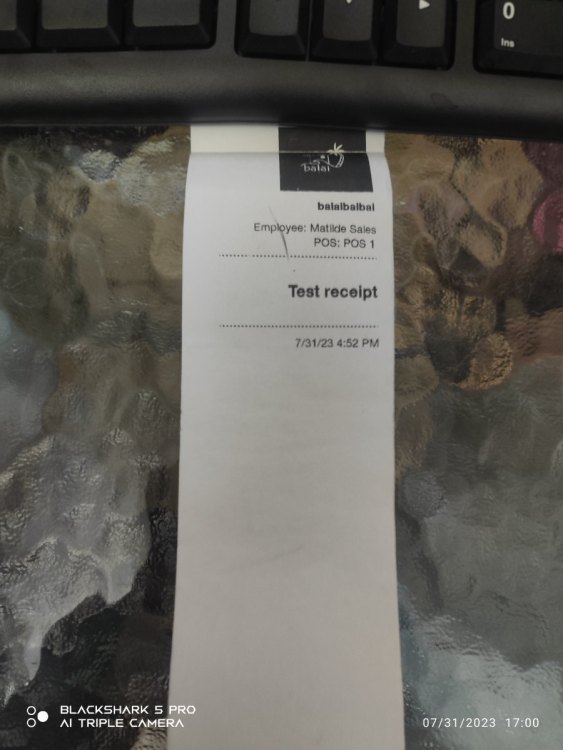 0
Ins
balai
balaibalbai
Employee: Matilde Sales
POS: POS 1
Test receipt
7/31/23 4:52 PM
BLACKSHARK 5 PRO
AI TRIPLE CAMERA
07/31/2023 17:00